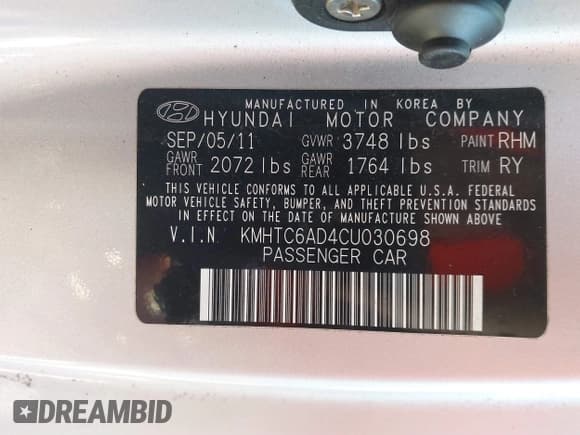 MANUFACTURED IN KOREA BY
HYUNDAI MOTOR COMPANY
SEP/05/11 GVWR 3748 lbs PAINT RHM
GAWR FRONT 2072 lbs GAWR REAR 1764 lbs TRIM RY
THIS VEHICLE CONFORMS TO ALL APPLICABLE U.S.A. FEDERAL
MOTOR VEHICLE SAFETY, BUMPER, AND THEFT PREVENTION STANDARDS
IN EFFECT ON THE DATE OF MANUFACTURE SHOWN ABOVE
V.I.N KMHTC6AD4CU030698
PASSENGER CAR
DREAMBID